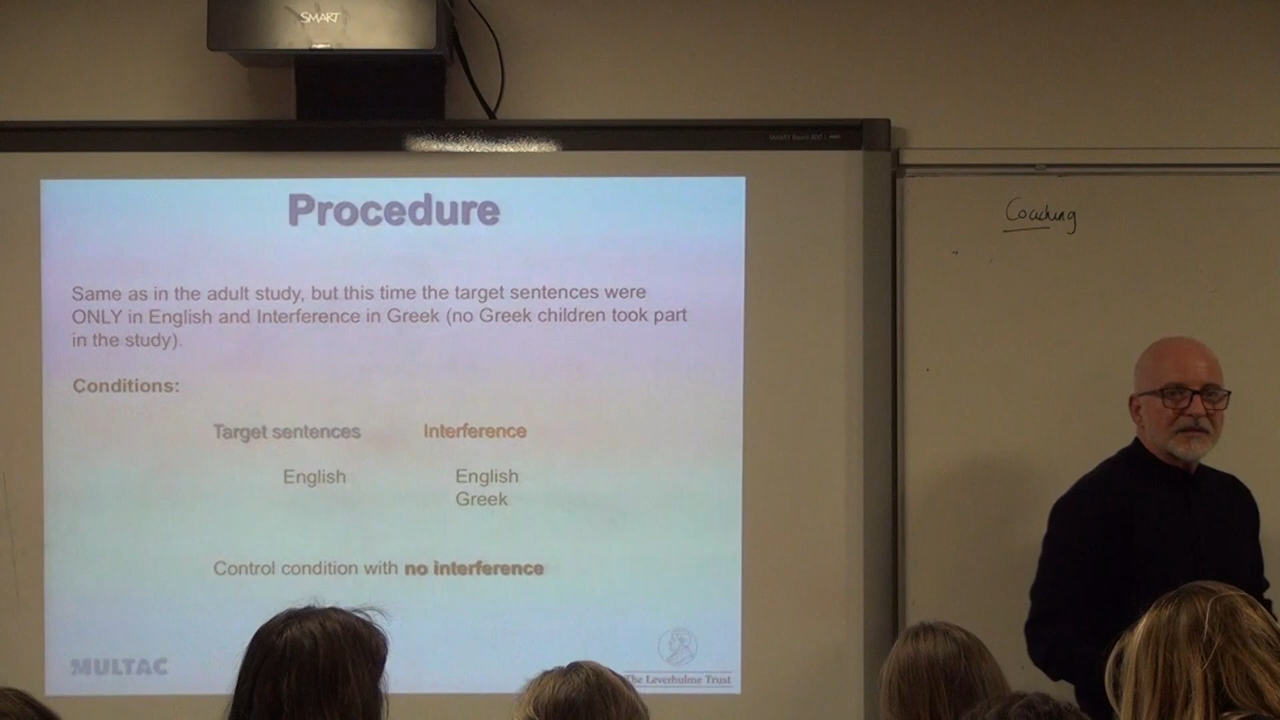 SMART
Procedure
Same as in the adult study, but this time the target sentences were
ONLY in English and Interference in Greek (no Greek children took part
in the study).
Conditions:
Target sentences Interference
English English
Greek
Control condition with no interference
MULTAC
The Leverhulme Trust
Coaching